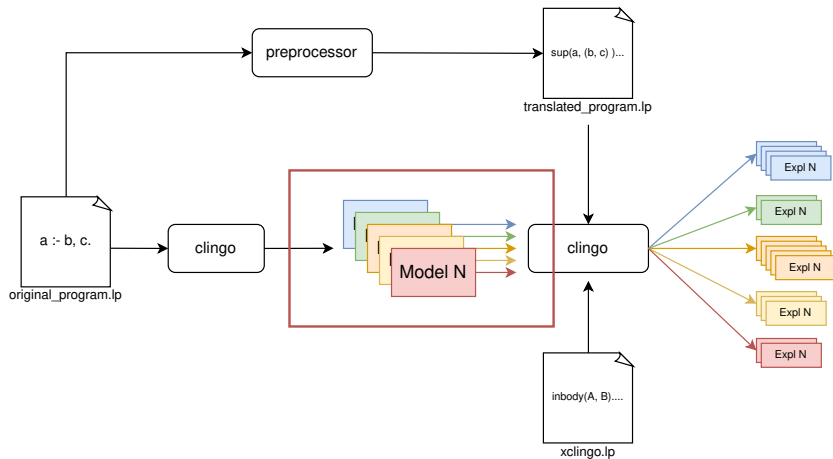 preprocessor
sup(a, (b, c) )...
translated_program.lp
a :- b, c.
original_program.lp
clingo
Model N
clingo
Expl N
Expl N
Expl N
Expl N
Expl N
inbody(A, B)....
xclingo.lp